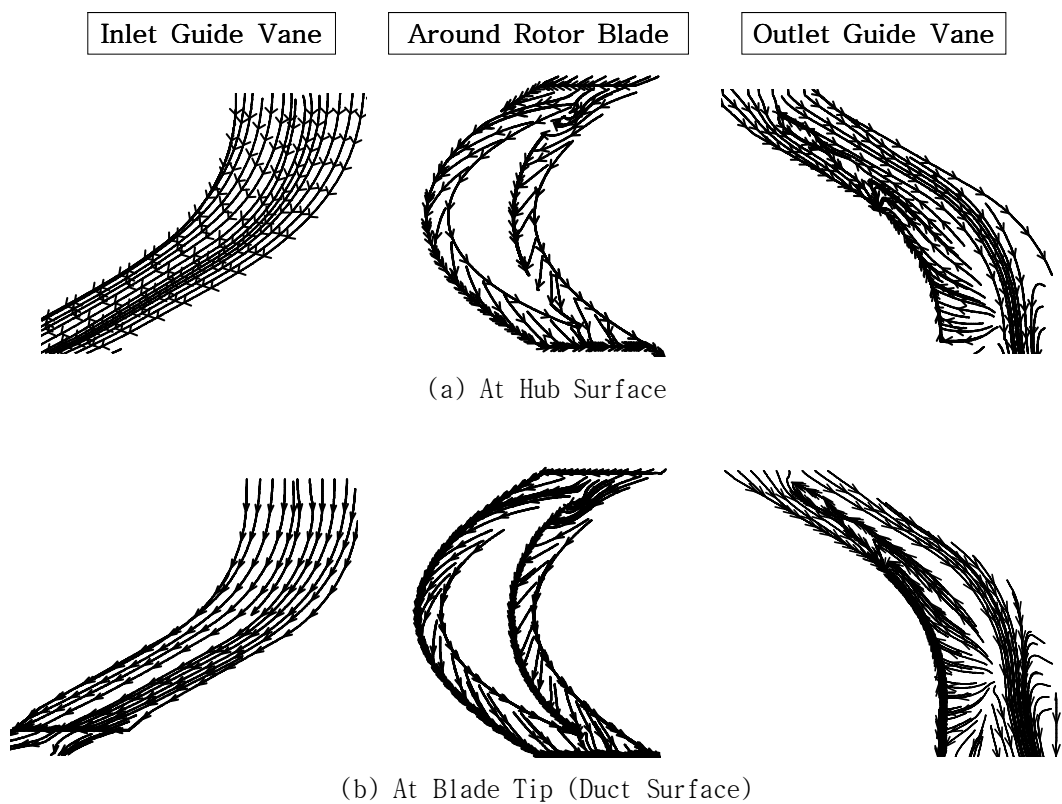 Inlet Guide Vane
Around Rotor Blade
Outlet Guide Vane
(a) At Hub Surface
(b) At Blade Tip (Duct Surface)